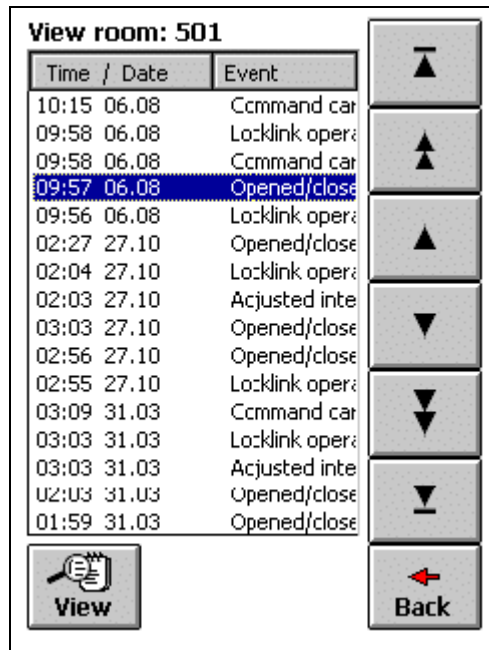 View room: 501
Time / Date Event
10:15 06.08 Command car
09:58 06.08 Locklink opera
09:58 06.08 Command car
09:57 06.08 Opened/close
09:56 06.08 Locklink opera
02:27 27.10 Opened/close
02:04 27.10 Locklink opera
02:03 27.10 Adjusted inte
03:03 27.10 Opened/close
02:56 27.10 Opened/close
02:55 27.10 Locklink opera
03:09 31.03 Command car
03:03 31.03 Locklink opera
03:03 31.03 Adjusted inte
02:03 31.03 Opened/close
01:59 31.03 Opened/close
View
Back